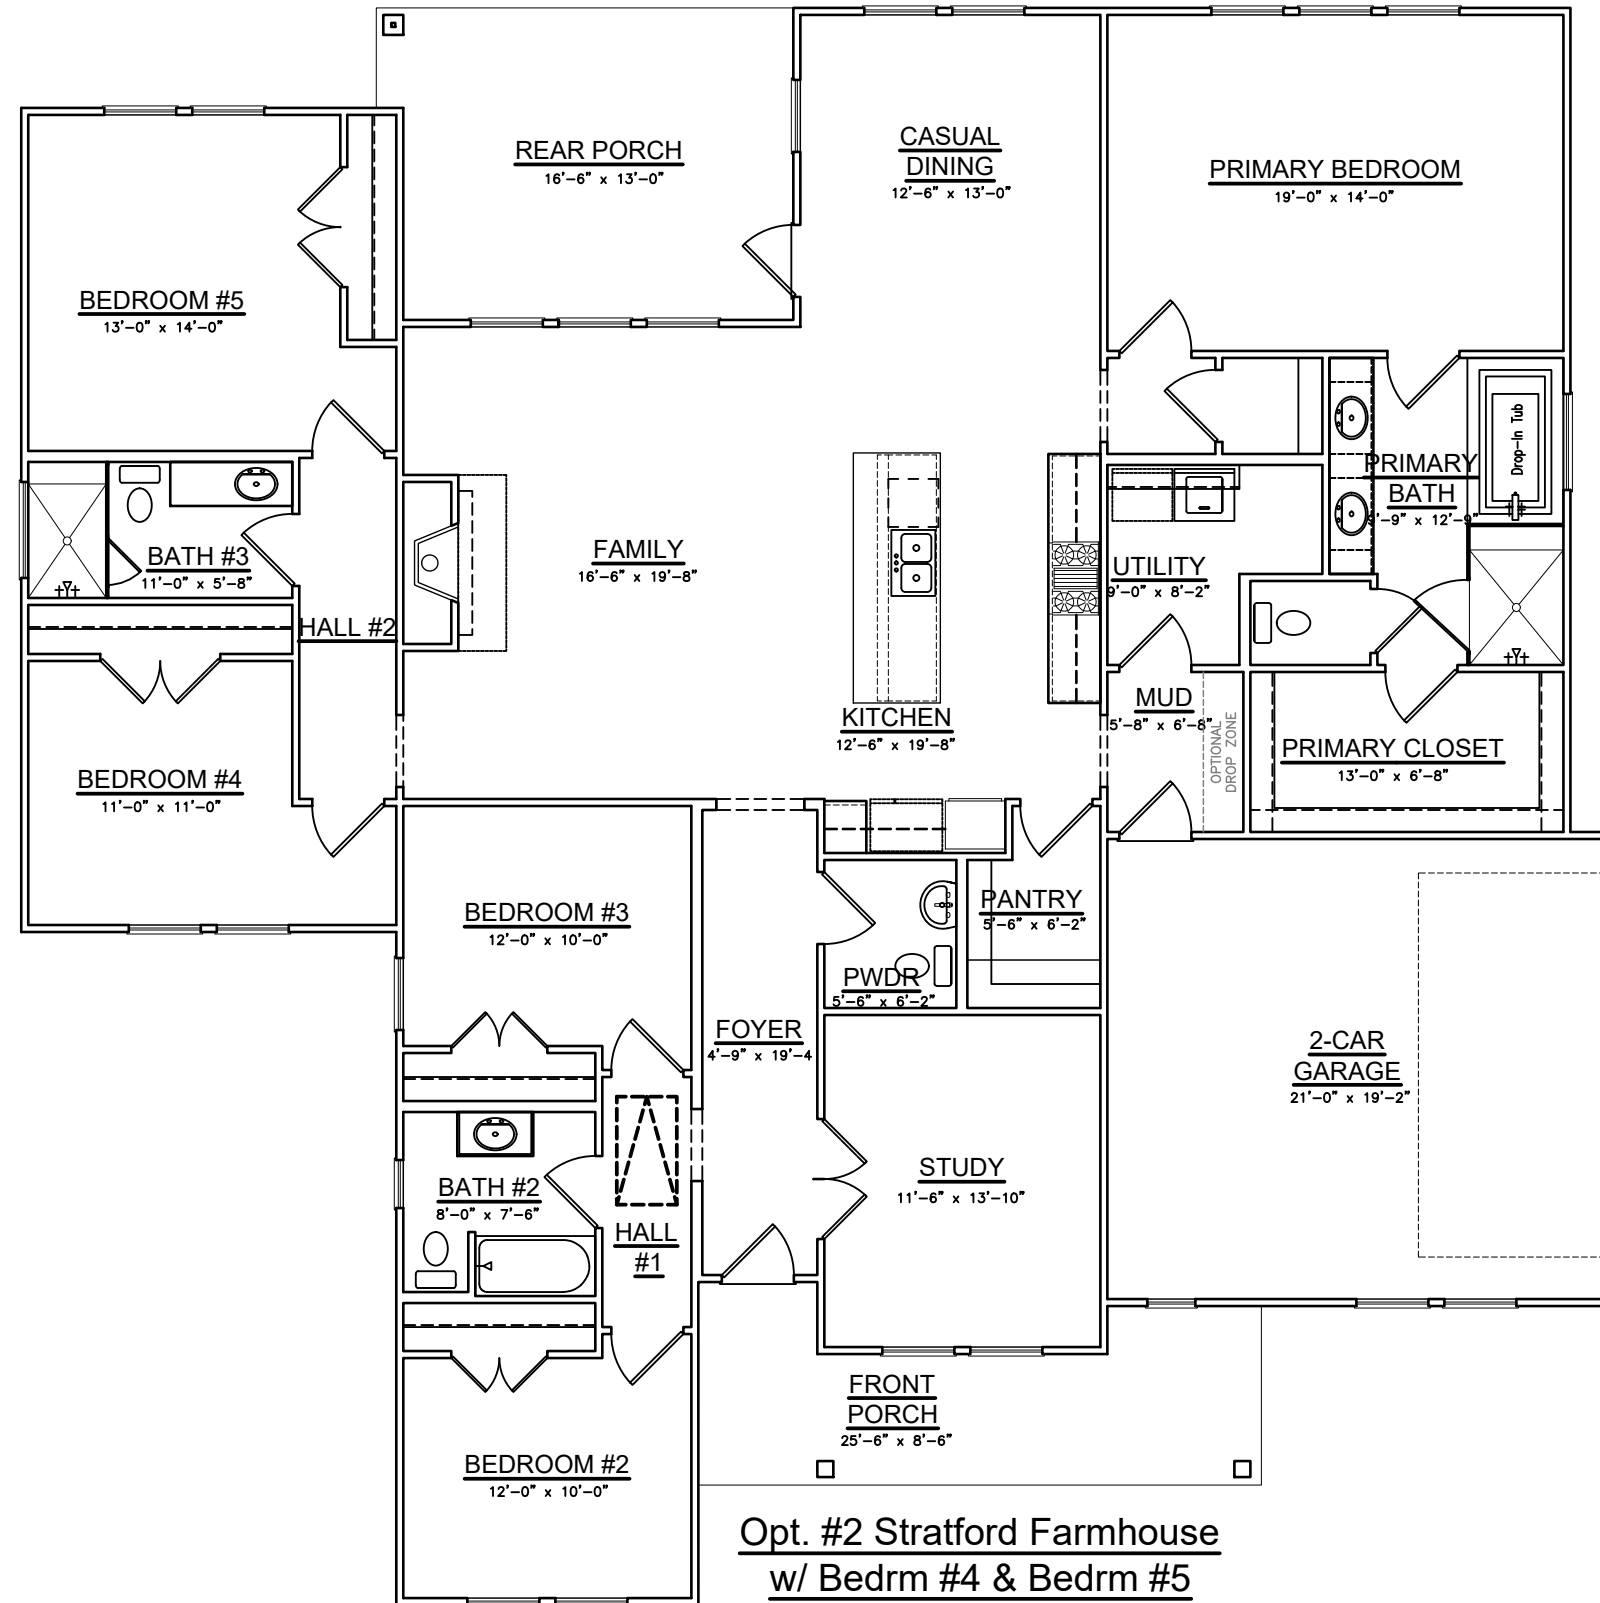 REAR PORCH
16'-6" x 13'-0"
CASUAL
DINING
12'-6" x 13'-0"
PRIMARY BEDROOM
19'-0" x 14'-0"
BEDROOM #5
13'-0" x 14'-0"
Drop-In Tub
PRIMARY
BATH
-9" x 12'-9"
BATH #3
11'-0" x 5'-8"
FAMILY
16'-6" x 19'-8"
UTILITY
9'-0" x 8'-2"
HALL #2
MUD
5'-8" x 6'-8"
OPTIONAL
DROP ZONE
KITCHEN
12'-6" x 19'-8"
PRIMARY CLOSET
13'-0" x 6'-8"
BEDROOM #4
11'-0" x 11'-0"
BEDROOM #3
12'-0" x 10'-0"
PANTRY
5'-6" x 6'-2"
PWDR
5'-6" x 6'-2"
FOYER
4'-9" x 19'-4
2-CAR
GARAGE
21'-0" x 19'-2"
STUDY
11'-6" x 13'-10"
BATH #2
8'-0" x 7'-6"
HALL
#1
FRONT
PORCH
25'-6" x 8'-6"
BEDROOM #2
12'-0" x 10'-0"
Opt. #2 Stratford Farmhouse
w/ Bedrm #4 & Bedrm #5